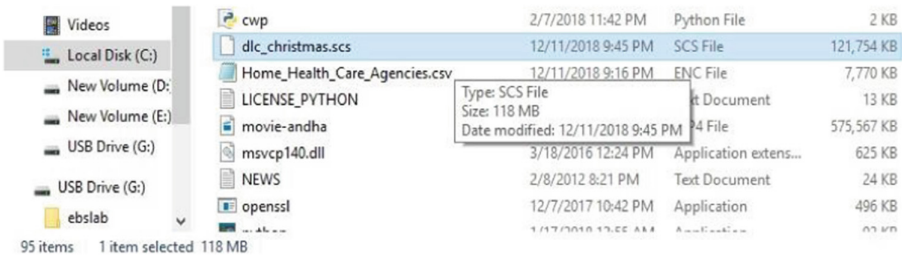 Videos
Local Disk (C:)
New Volume (D:
New Volume (E:)
USB Drive (G:)
USB Drive (G:)
ebslab
cwp 2/7/2018 11:42 PM Python File 2 KB
dlc_christmas.scs 12/11/2018 9:45 PM SCS File 121,754 KB
Home_Health_Care_Agencies.csv 12/11/2018 9:16 PM ENC File 7,770 KB
LICENSE_PYTHON t Document 13 KB
movie-andha P4 File 575,567 KB
msvcp140.dll 3/18/2016 12:24 PM Application extens... 625 KB
NEWS 2/8/2012 8:21 PM Text Document 24 KB
openssl 12/7/2017 10:42 PM Application 496 KB
Type: SCS File
Size: 118 MB
Date modified: 12/11/2018 9:45 PM
95 items 1 item selected 118 MB